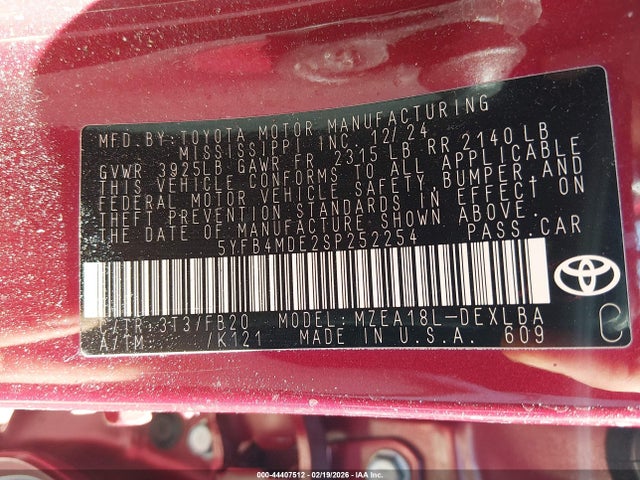 MFD.BY:TOYOTA MOTOR MANUFACTURING
MISSISSIPPI INC. 12/24
GVWR 3925LB GAWR FR 2315 LB RR 2140 LB
THIS VEHICLE CONFORMS TO ALL APPLICABLE
FEDERAL MOTOR VEHICLE SAFETY,BUMPER,AND
THEFT PREVENTION STANDARDS IN EFFECT ON
THE DATE OF MANUFACTURE SHOWN ABOVE.
5YFB4MDE2SP252254 PASS.CAR
C/TR:3T3/FB20 MODEL:MZEA18L-DEXLBA
A/TM /K121 MADE IN U.S.A. 609
C
000-44407512 - 02/19/2026 - IAA Inc.